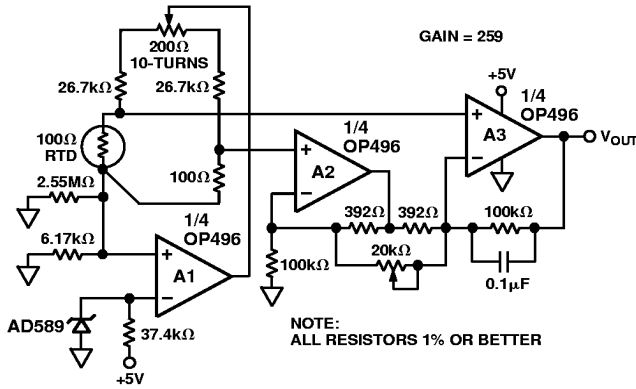 200Ω
10-TURNS
GAIN = 259
26.7kΩ
26.7kΩ
+5V
1/4
OP496
+
A3
−
VOUT
100Ω
RTD
1/4
OP496
+
A2
−
100Ω
2.55MΩ
392Ω
392Ω
100kΩ
1/4
OP496
6.17kΩ
+
A1
−
20kΩ
100kΩ
0.1μF
AD589
37.4kΩ
+5V
NOTE:
ALL RESISTORS 1% OR BETTER